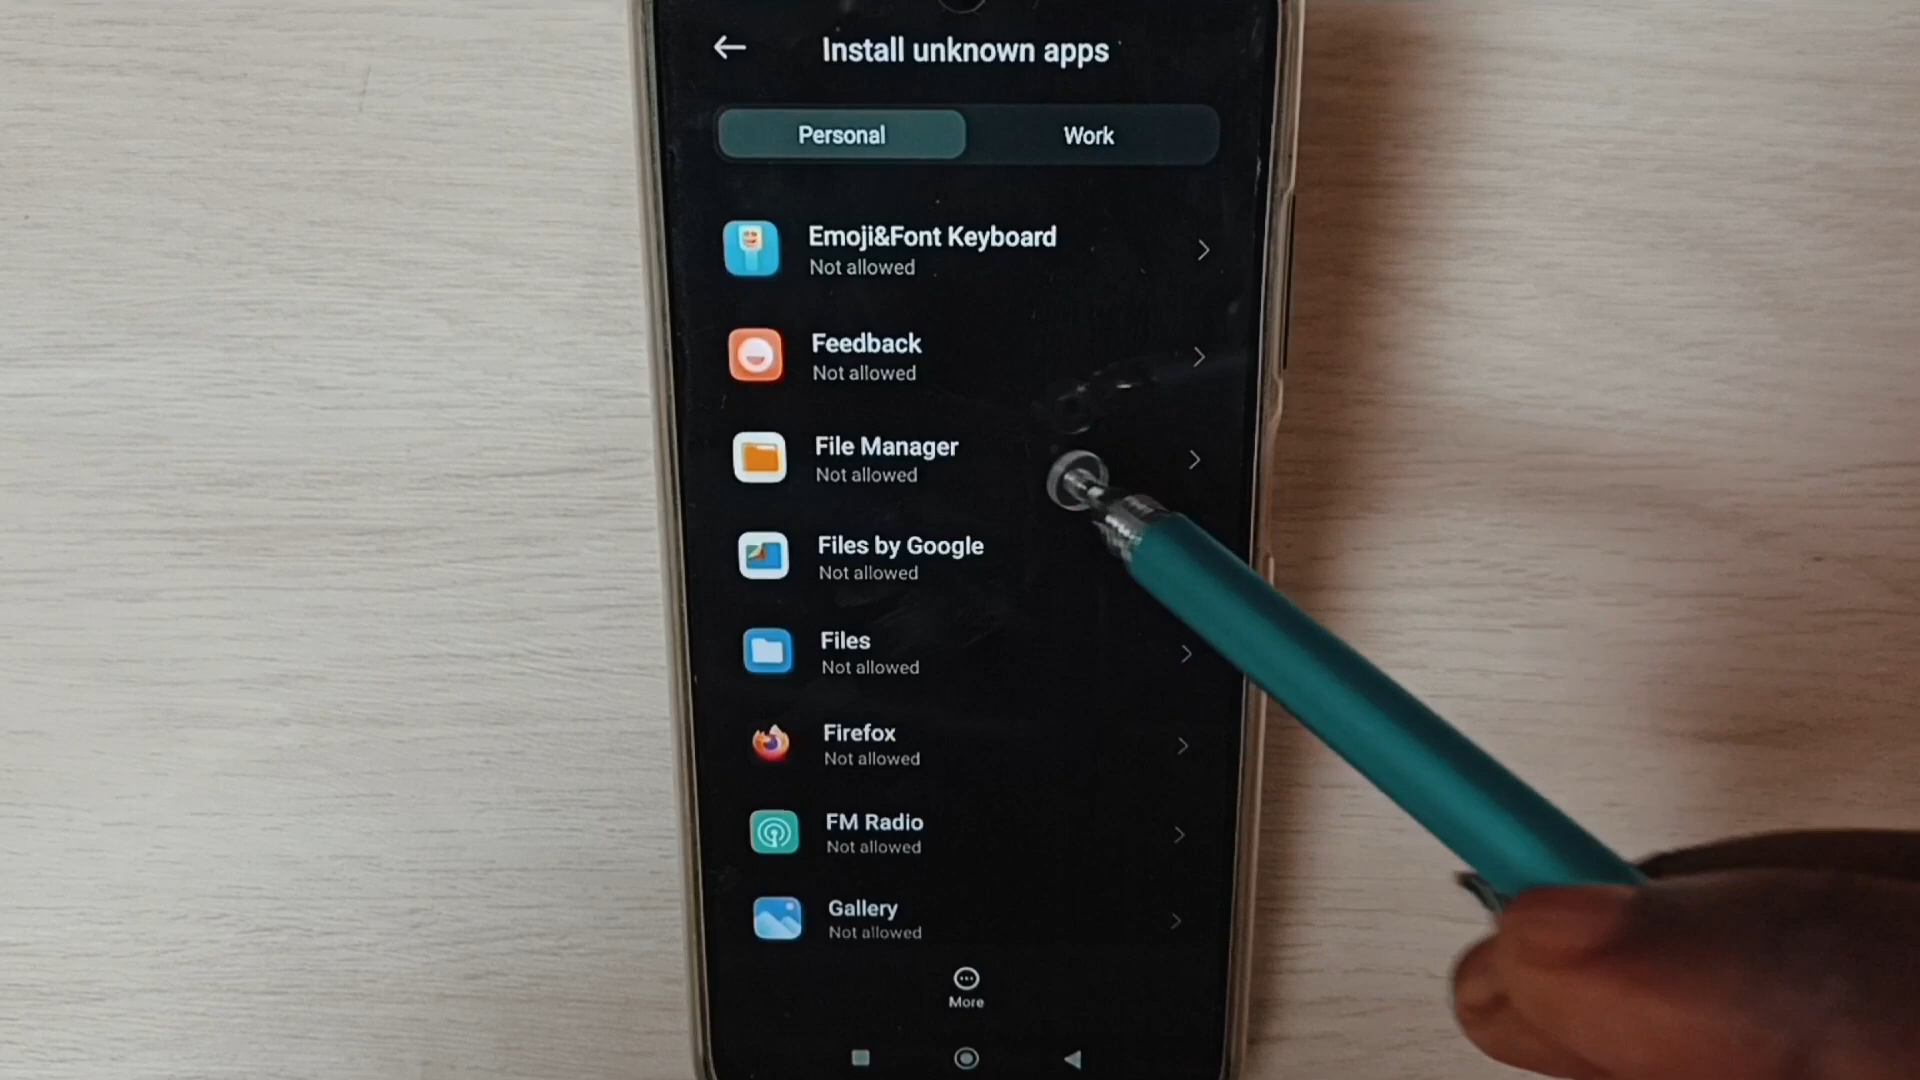 Install unknown apps
Personal
Work
Emoji&Font Keyboard
Not allowed
Feedback
Not allowed
File Manager
Not allowed
Files by Google
Not allowed
Files
Not allowed
Firefox
Not allowed
FM Radio
Not allowed
Gallery
Not allowed
More